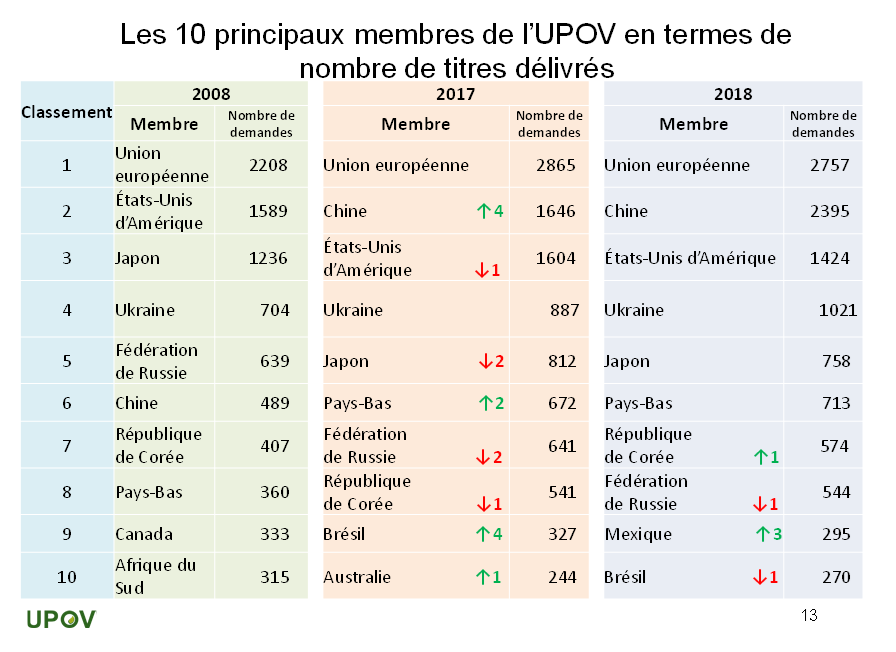 Les 10 principaux membres de l’UPOV en termes de
nombre de titres délivrés
Classement 2008 2017 2018
Membre Nombre de demandes Membre Nombre de demandes Membre Nombre de demandes
1 Union européenne 2208 Union européenne 2865 Union européenne 2757
2 États-Unis d’Amérique 1589 Chine ↑4 1646 Chine 2395
3 Japon 1236 États-Unis d’Amérique ↓1 1604 États-Unis d’Amérique 1424
4 Ukraine 704 Ukraine 887 Ukraine 1021
5 Fédération de Russie 639 Japon ↓2 812 Japon 758
6 Chine 489 Pays-Bas ↑2 672 Pays-Bas 713
7 République de Corée 407 Fédération de Russie ↓2 641 République de Corée ↑1 574
8 Pays-Bas 360 République de Corée ↓1 541 Fédération de Russie ↓1 544
9 Canada 333 Brésil ↑4 327 Mexique ↑3 295
10 Afrique du Sud 315 Australie ↑1 244 Brésil ↓1 270
UPOV
13